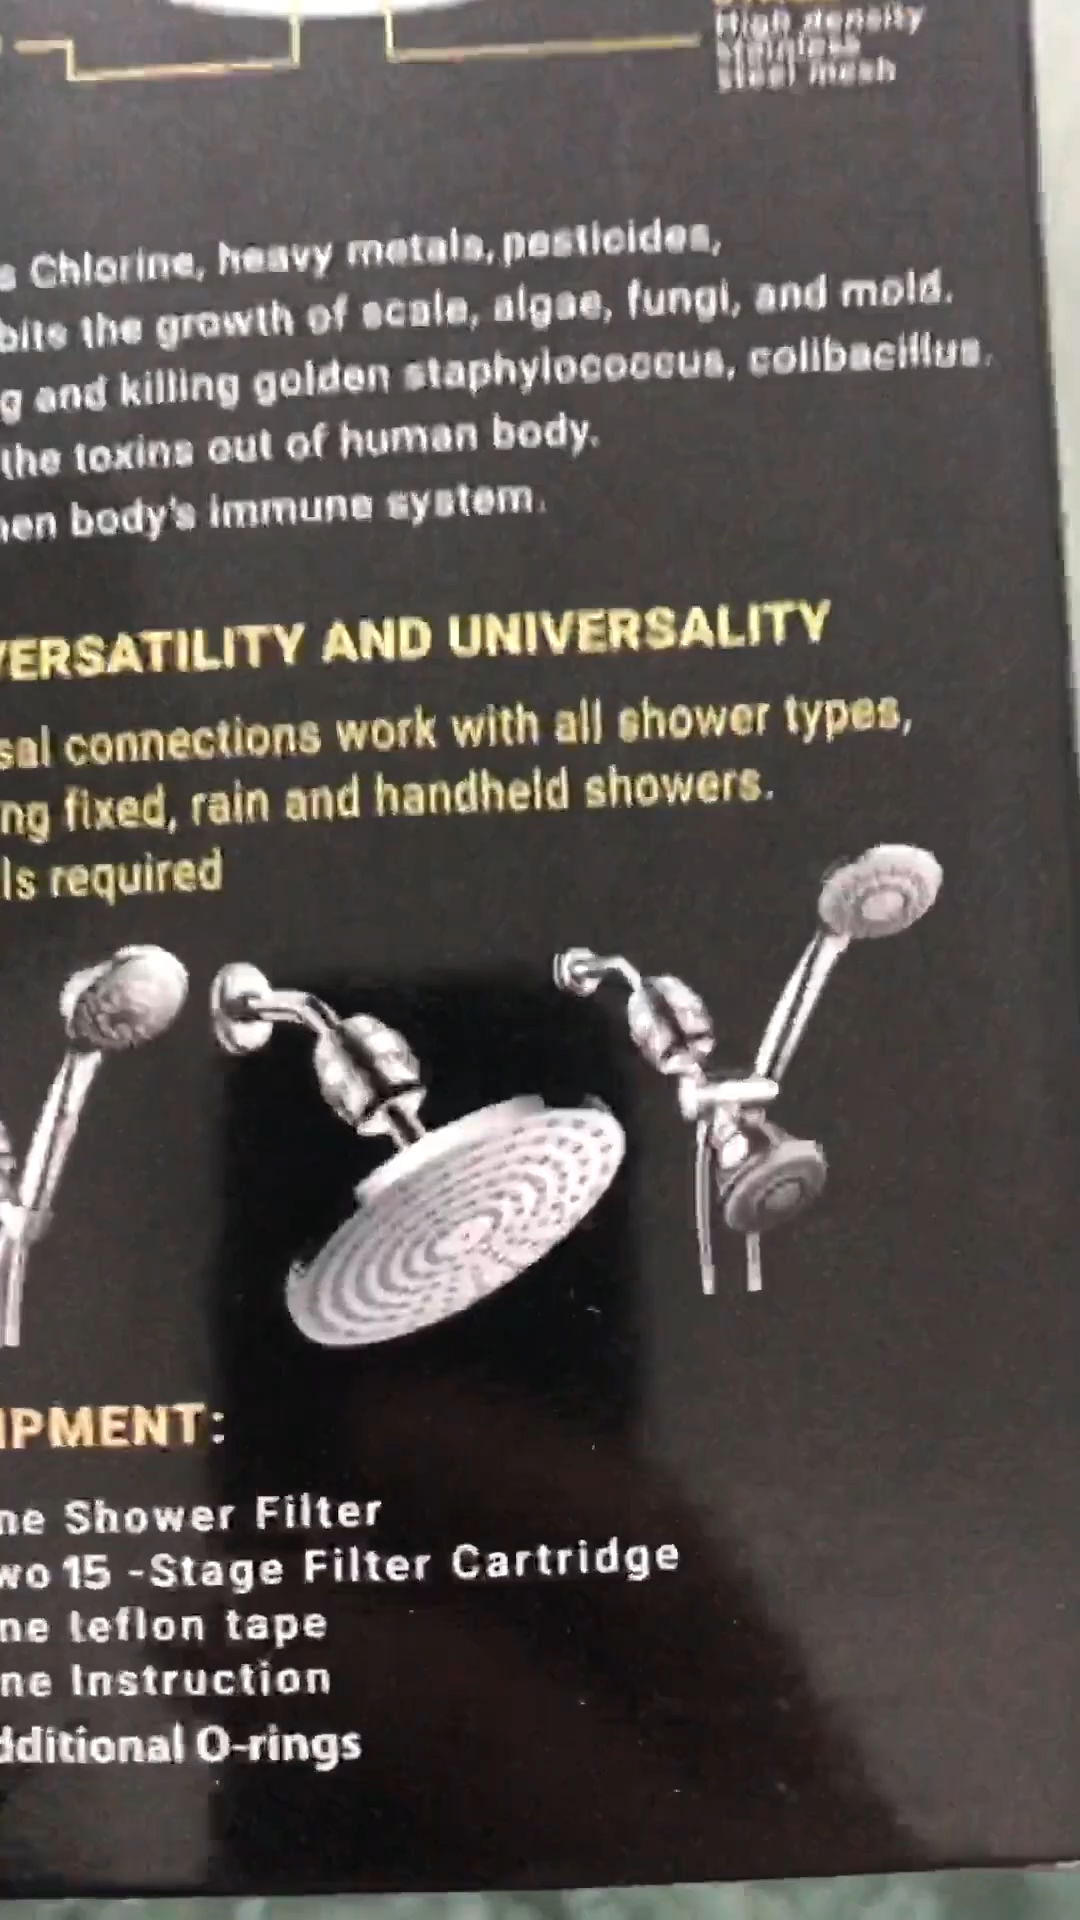 High density
stainless
steel mesh
s Chlorine, heavy metals, pesticides,
bits the growth of scale, algae, fungi, and mold.
g and killing golden staphylococcus, colibacillus.
the toxins out of human body.
hen body's immune system.
VERSATILITY AND UNIVERSALITY
sal connections work with all shower types,
ng fixed, rain and handheld showers.
ls required
IPMENT:
ne Shower Filter
wo 15 -Stage Filter Cartridge
ne teflon tape
ne Instruction
dditional O-rings